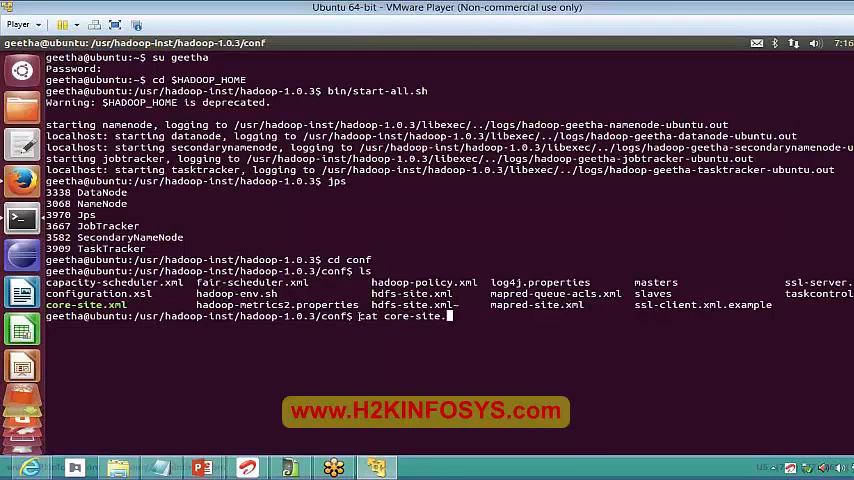 Ubuntu 64-bit - VMware Player (Non-commercial use only)
Player
geetha@ubuntu: /usr/hadoop-inst/hadoop-1.0.3/conf
7:16
geetha@ubuntu:~$ su geetha
Password:
geetha@ubuntu:~$ cd $HADOOP_HOME
geetha@ubuntu:/usr/hadoop-inst/hadoop-1.0.3$ bin/start-all.sh
Warning: $HADOOP_HOME is deprecated.
starting namenode, logging to /usr/hadoop-inst/hadoop-1.0.3/libexec/../logs/hadoop-geetha-namenode-ubuntu.out
localhost: starting datanode, logging to /usr/hadoop-inst/hadoop-1.0.3/libexec/../logs/hadoop-geetha-datanode-ubuntu.out
localhost: starting secondarynamenode, logging to /usr/hadoop-inst/hadoop-1.0.3/libexec/../logs/hadoop-geetha-secondarynamenode-u
starting jobtracker, logging to /usr/hadoop-inst/hadoop-1.0.3/libexec/../logs/hadoop-geetha-jobtracker-ubuntu.out
localhost: starting tasktracker, logging to /usr/hadoop-inst/hadoop-1.0.3/libexec/../logs/hadoop-geetha-tasktracker-ubuntu.out
geetha@ubuntu:/usr/hadoop-inst/hadoop-1.0.3$ jps
3338 DataNode
3068 NameNode
3970 Jps
3667 JobTracker
3582 SecondaryNameNode
3909 TaskTracker
geetha@ubuntu:/usr/hadoop-inst/hadoop-1.0.3$ cd conf
geetha@ubuntu:/usr/hadoop-inst/hadoop-1.0.3/conf$ ls
capacity-scheduler.xml fair-scheduler.xml hadoop-policy.xml log4j.properties masters ssl-server.
configuration.xsl hadoop-env.sh hdfs-site.xml mapred-queue-acls.xml slaves taskcontrol
core-site.xml hadoop-metrics2.properties hdfs-site.xml~ mapred-site.xml ssl-client.xml.example
geetha@ubuntu:/usr/hadoop-inst/hadoop-1.0.3/conf$ cat core-site.
www.H2KINFOSYS.com